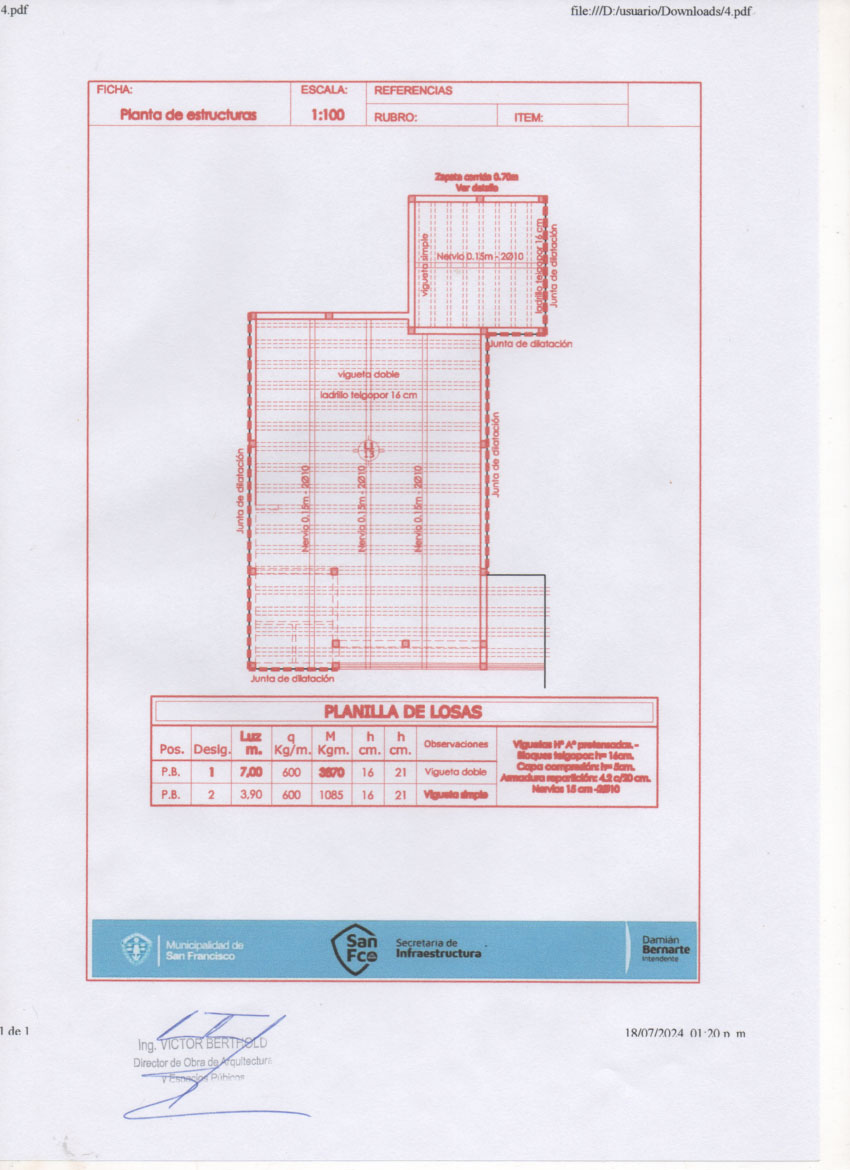 4.pdf
file:///D:/usuario/Downloads/4.pdf
FICHA:
Planta de estructuras
ESCALA:
1:100
REFERENCIAS
RUBRO:
ITEM:
Zapata corrida 0.70m
Ver detalle
vigueta simple
Nervio 0.15m - 2Ø10
ladrillo telgopor 16 cm
Junta de dilatación
Junta de dilatación
vigueta doble
ladrillo telgopor 16 cm
Junta de dilatación
Junta de dilatación
Nervio 0.15m - 2Ø10
Nervio 0.15m - 2Ø10
Nervio 0.15m - 2Ø10
Junta de dilatación
PLANILLA DE LOSAS
Pos. Desig. Luz m. q Kg/m. M Kgm. h cm. h cm. Observaciones
P.B. 1 7,00 600 3870 16 21 Vigueta doble
P.B. 2 3,90 600 1085 16 21 Vigueta simple
Viguetas Hº Aº pretensadas. -
Bloques telgopor: h= 16cm.
Capa compresión: h= 5cm.
Armadura repartición: 4.2 c/20 cm.
Nervios 15 cm -2Ø10
Municipalidad de
San Francisco
San
Fco
Secretaria de
Infraestructura
Damián
Bernarte
Intendente
1 de 1
18/07/2024 01:20 p. m.
Ing. VICTOR BERTHOLD
Director de Obra de Arquitectura
y Espacios Públicos